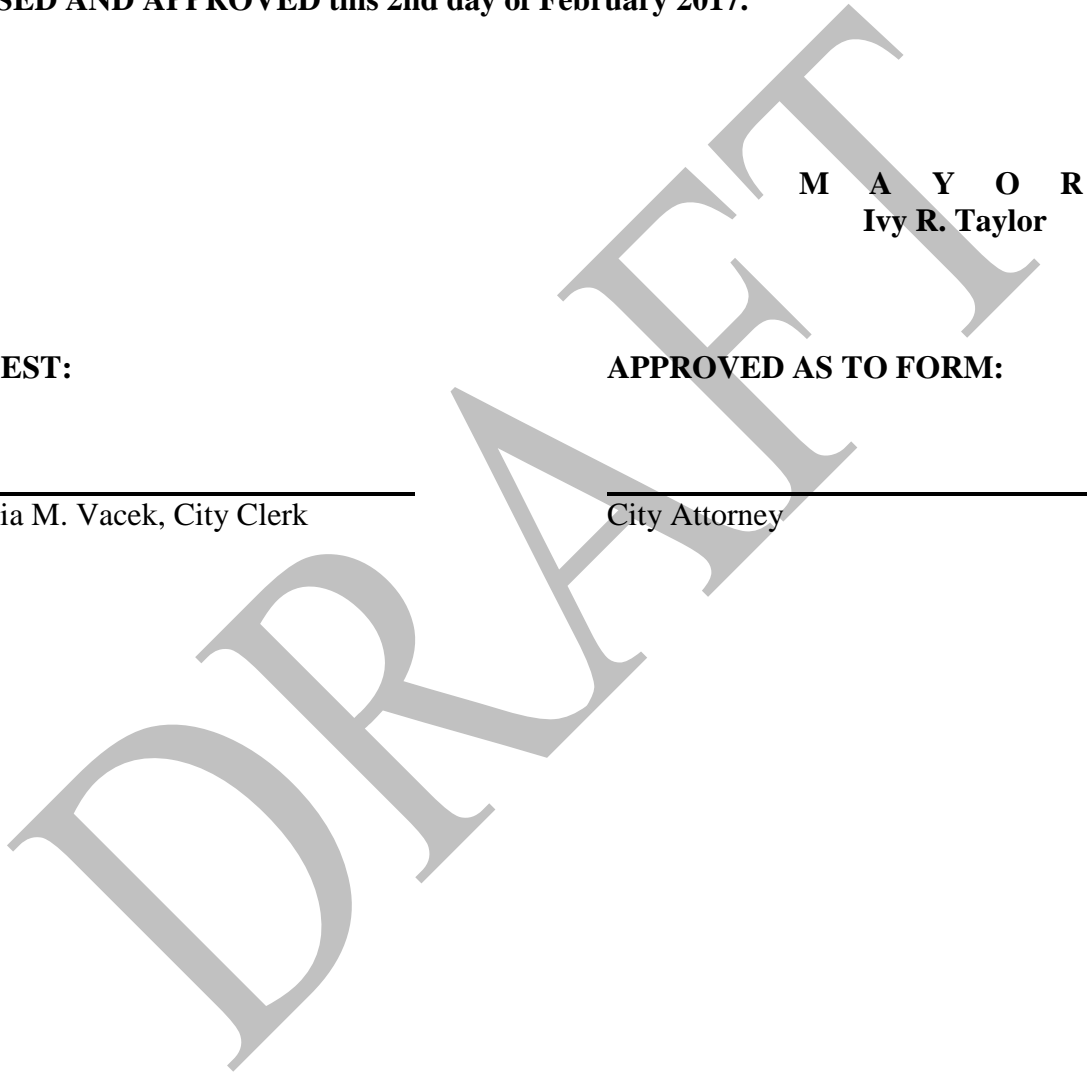 SED AND APPROVED this 2nd day of February 2017.
M A Y O R
Ivy R. Taylor
EST: APPROVED AS TO FORM:
ia M. Vacek, City Clerk City Attorney
DRAFT